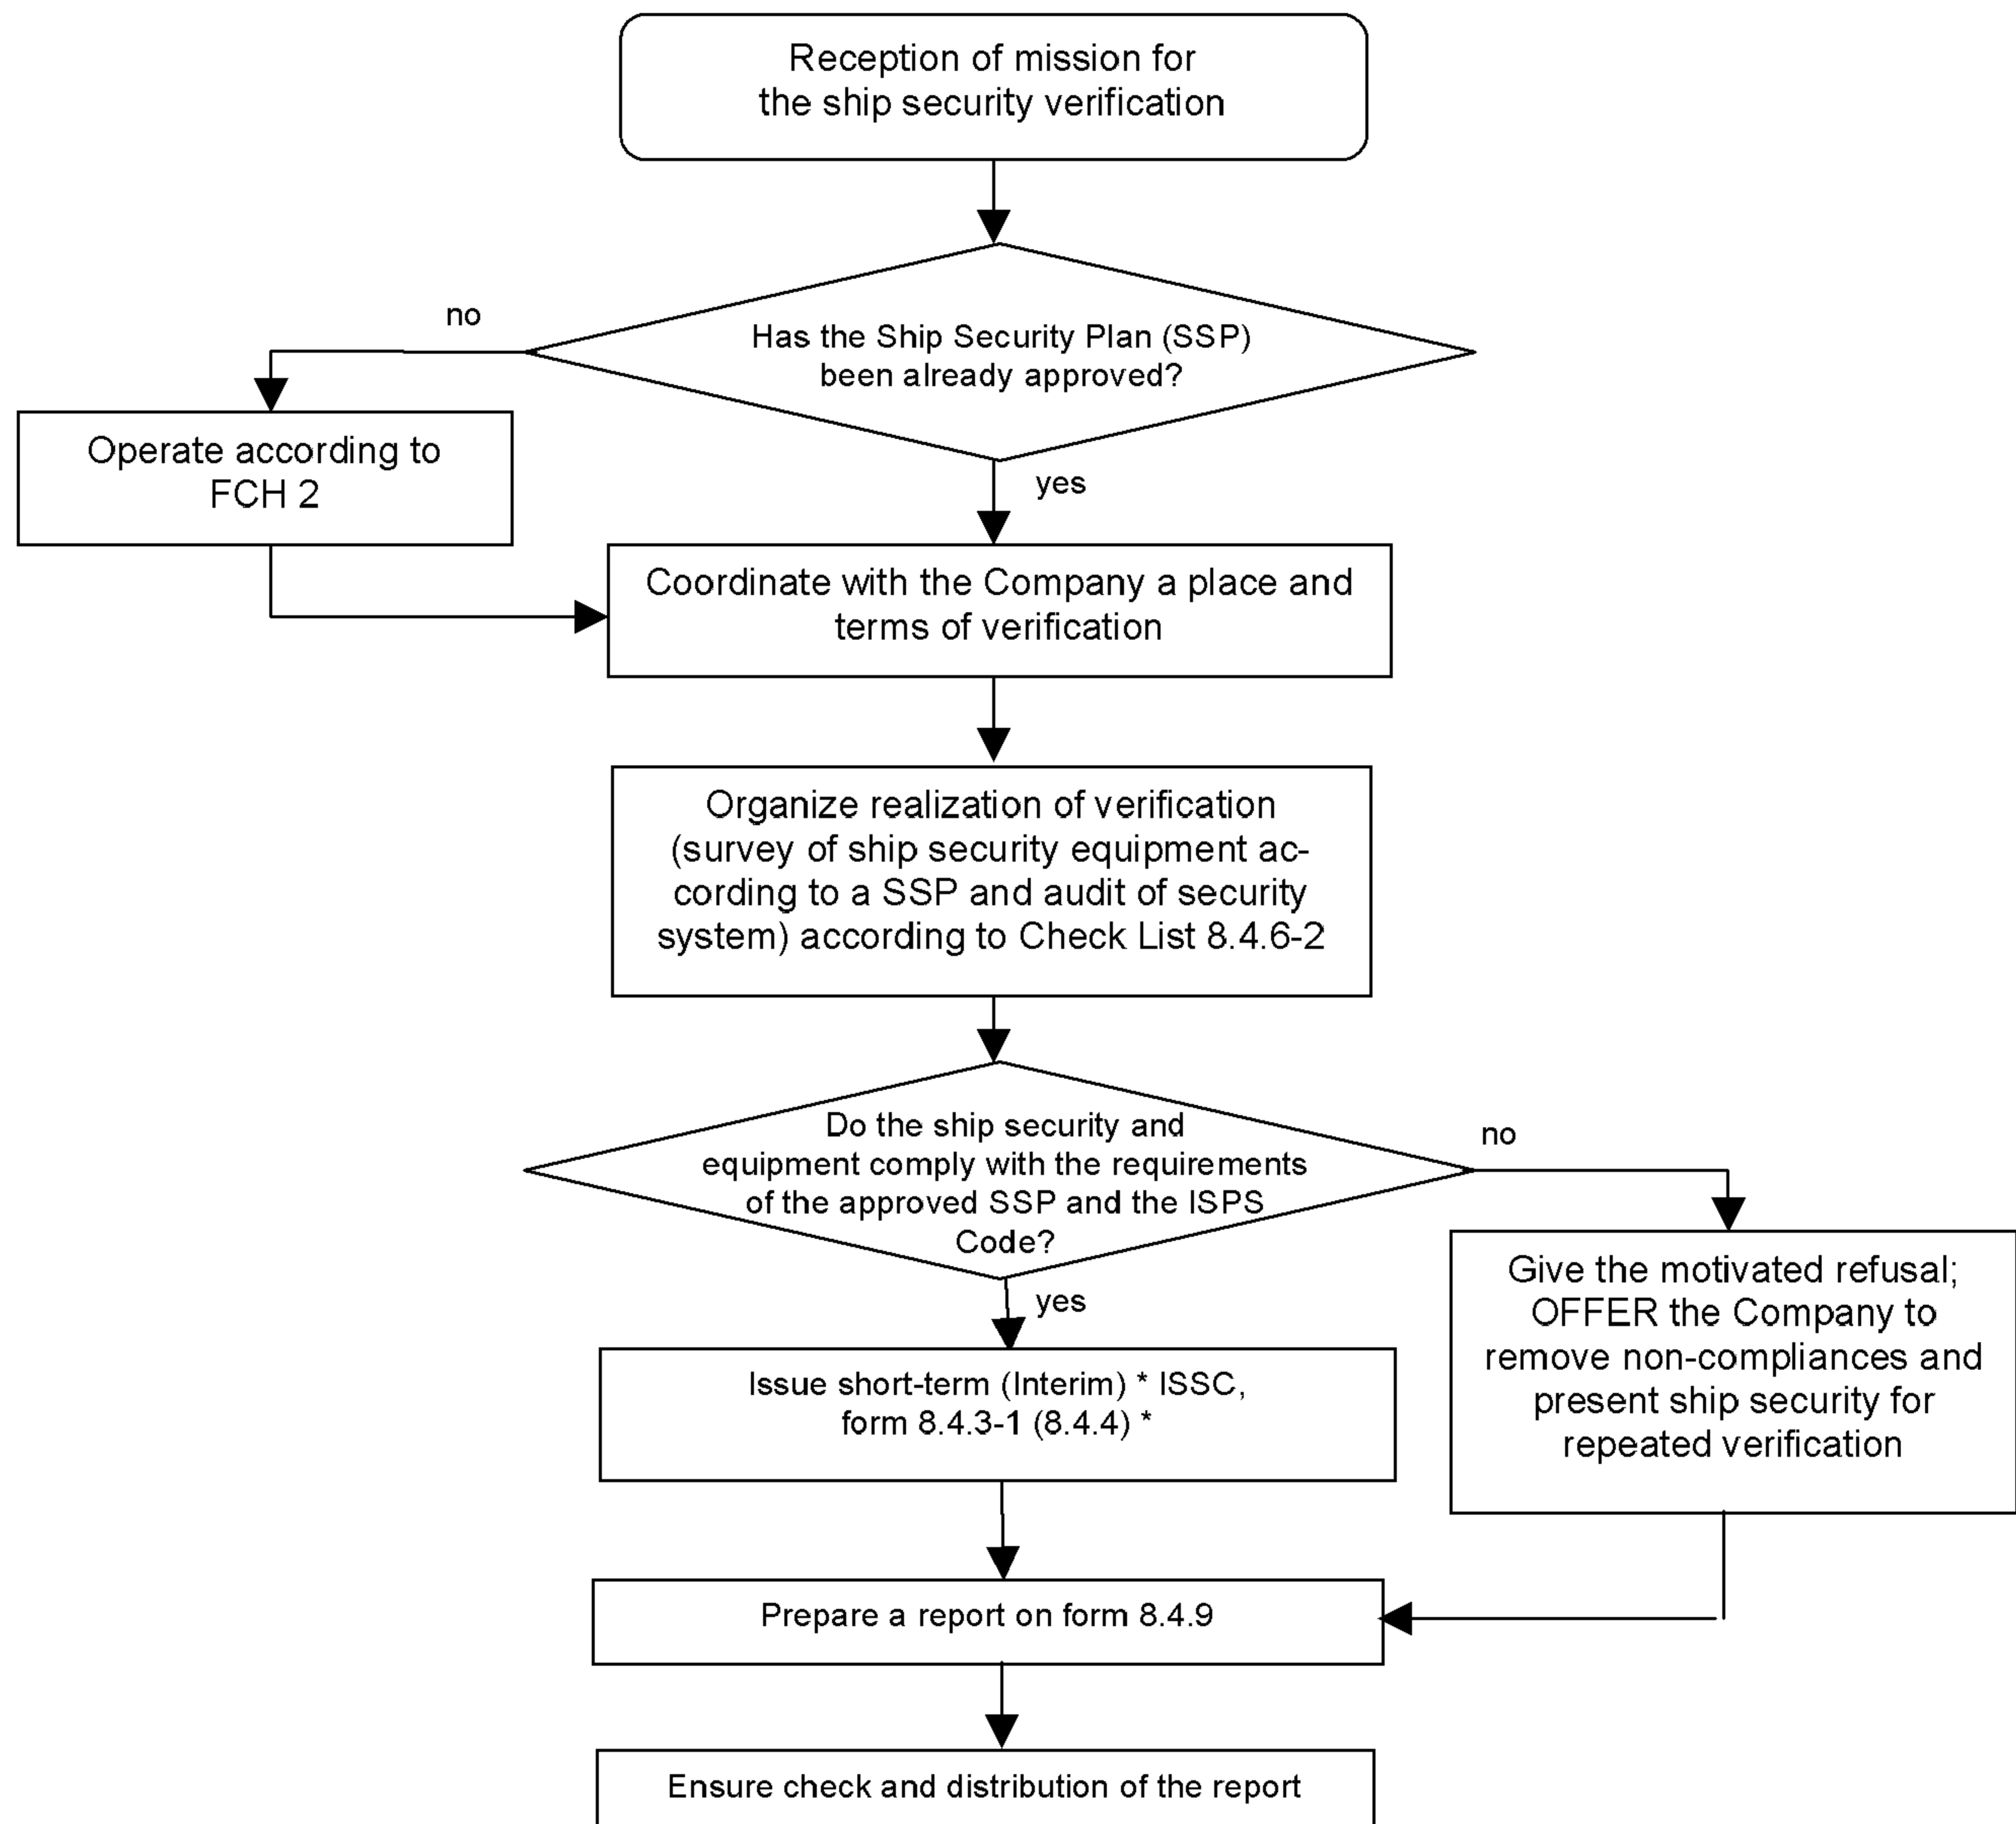 Reception of mission for
the ship security verification
no
Has the Ship Security Plan (SSP)
been already approved?
Operate according to
FCH 2
yes
Coordinate with the Company a place and
terms of verification
Organize realization of verification
(survey of ship security equipment ac-
cording to a SSP and audit of security
system) according to Check List 8.4.6-2
Do the ship security and
equipment comply with the requirements
of the approved SSP and the ISPS
Code?
no
yes
Give the motivated refusal;
OFFER the Company to
remove non-compliances and
present ship security for
repeated verification
Issue short-term (Interim) * ISSC,
form 8.4.3-1 (8.4.4) *
Prepare a report on form 8.4.9
Ensure check and distribution of the report